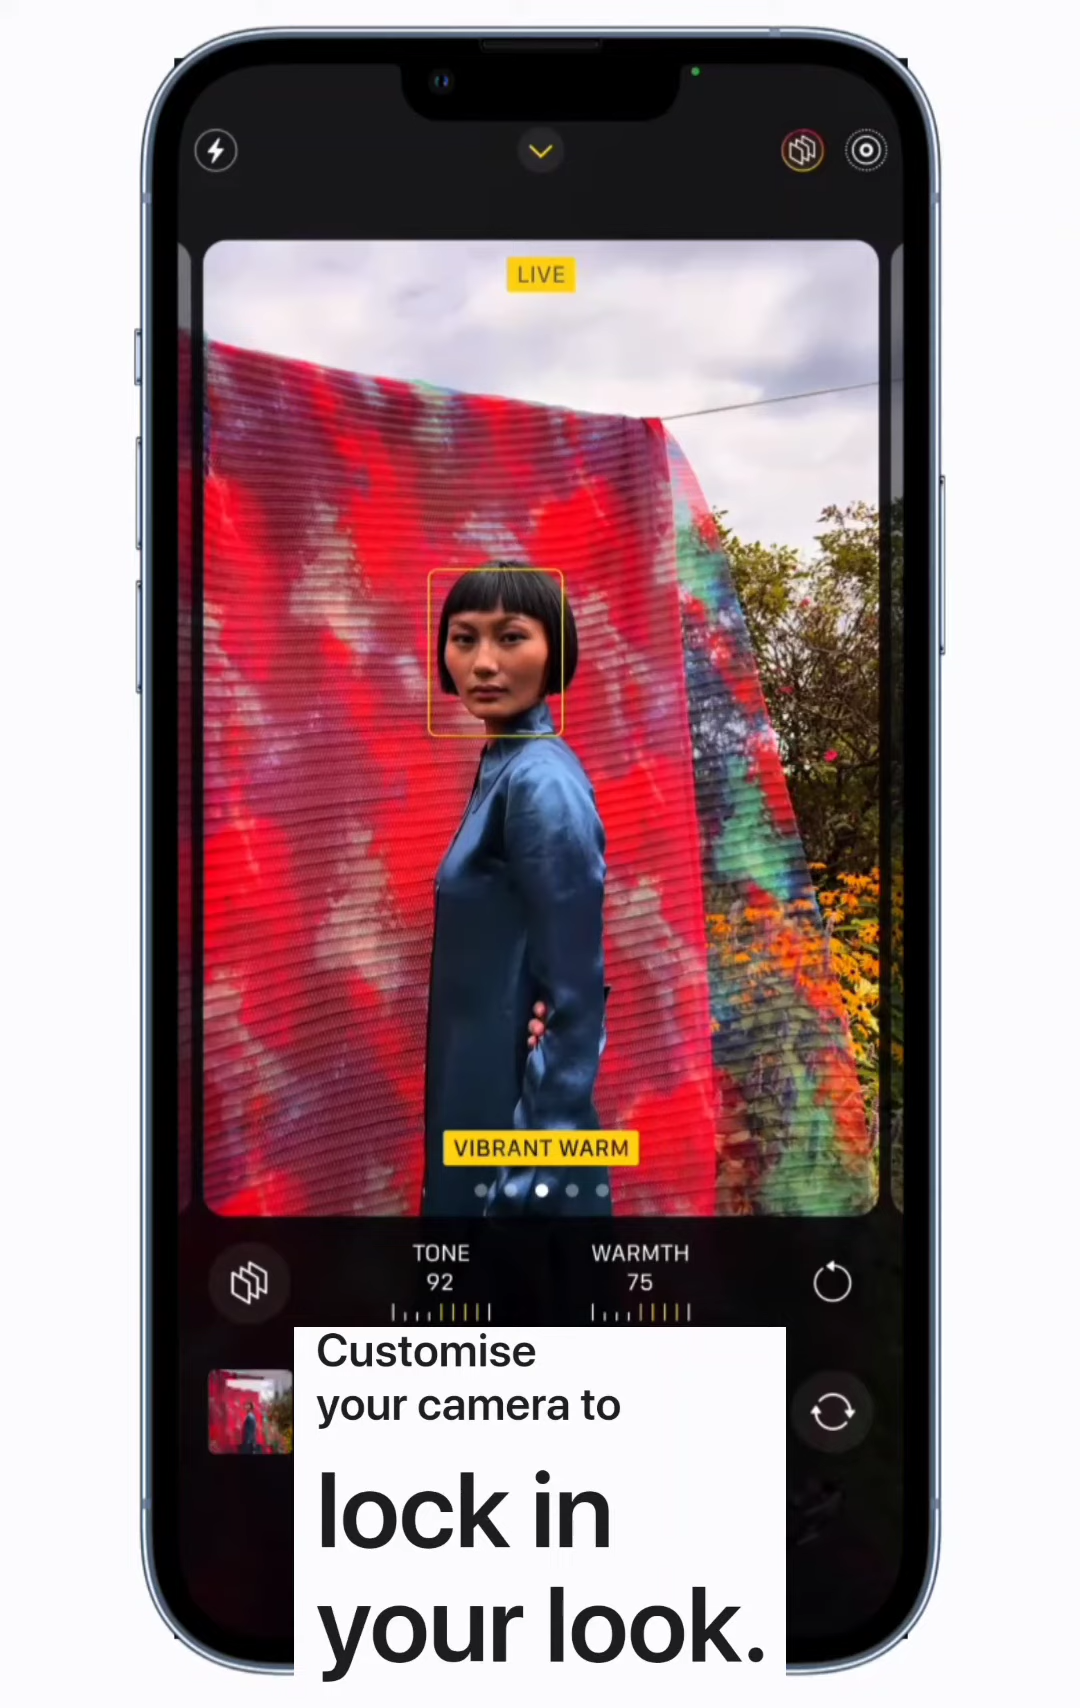 LIVE
VIBRANT WARM
TONE
WARMTH
92
75
Customise
your camera to
lock in
your look.